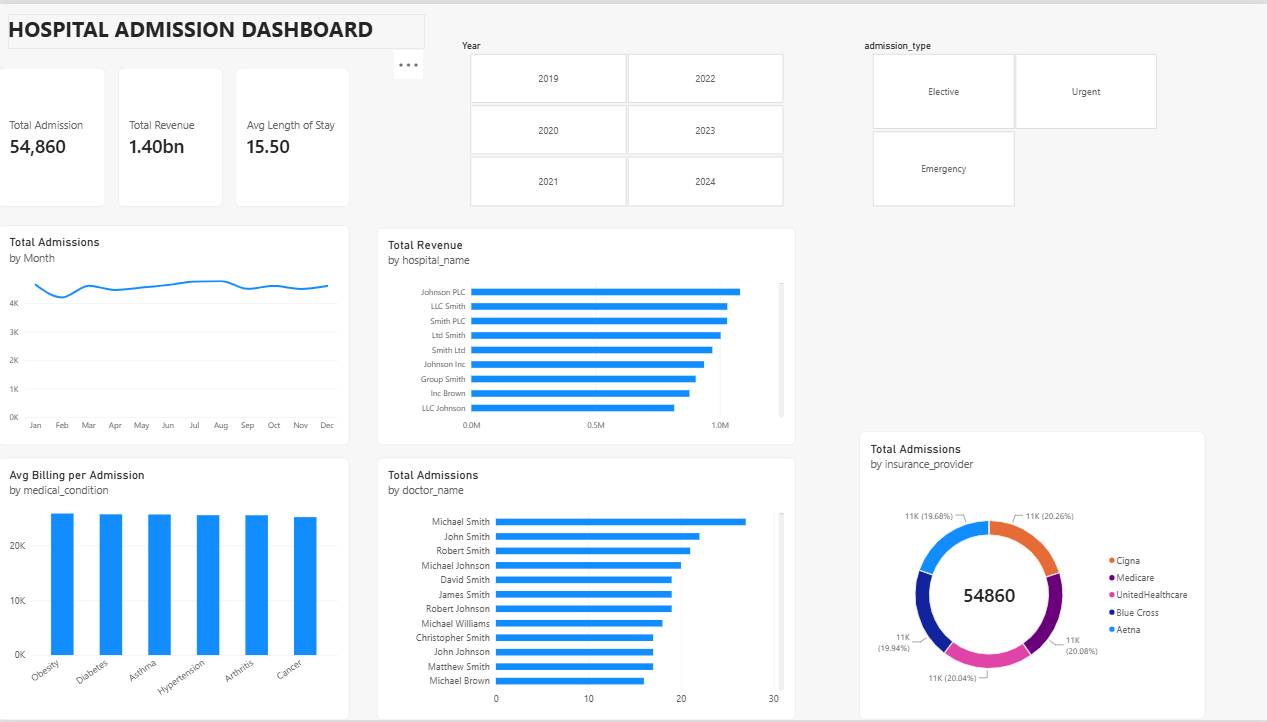 HOSPITAL ADMISSION DASHBOARD
Total Admission
54,860
Total Revenue
1.40bn
Avg Length of Stay
15.50
Year
2019
2022
2020
2023
2021
2024
admission_type
Elective
Urgent
Emergency
Total Admissions
by Month
4K
3K
2K
1K
0K
Jan Feb Mar Apr May Jun Jul Aug Sep Oct Nov Dec
Total Revenue
by hospital_name
Johnson PLC
LLC Smith
Smith PLC
Ltd Smith
Smith Ltd
Johnson Inc
Group Smith
Inc Brown
LLC Johnson
0.0M 0.5M 1.0M
Avg Billing per Admission
by medical_condition
20K
10K
0K
Obesity Diabetes Asthma Hypertension Arthritis Cancer
Total Admissions
by doctor_name
Michael Smith
John Smith
Robert Smith
Michael Johnson
David Smith
James Smith
Robert Johnson
Michael Williams
Christopher Smith
John Johnson
Matthew Smith
Michael Brown
0 10 20 30
Total Admissions
by insurance_provider
11K (19.68%)
11K (20.26%)
54860
11K
(19.94%)
11K
(20.08%)
11K (20.04%)
Cigna
Medicare
UnitedHealthcare
Blue Cross
Aetna